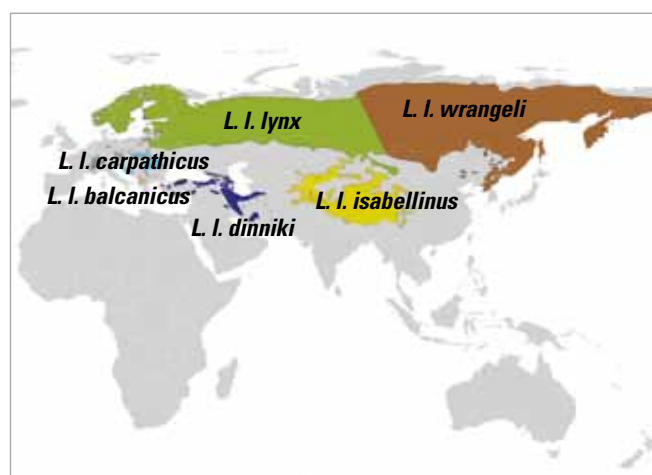 L. l. wrangeli
L. l. lynx
L. l. carpathicus
L. l. balcanicus
L. l. isabellinus
L. l. dinniki